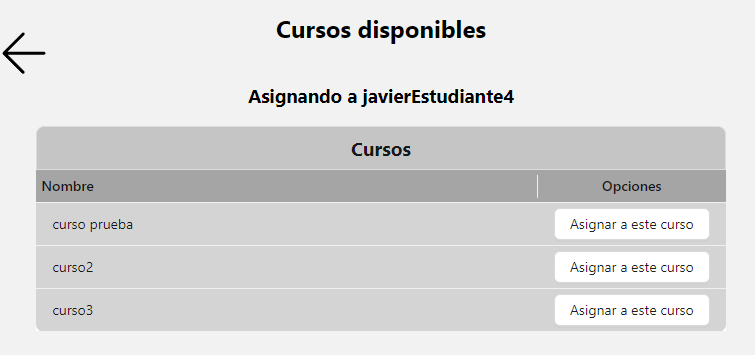 Cursos disponibles
Asignando a javierEstudiante4
Cursos
Nombre Opciones
curso prueba Asignar a este curso
curso2 Asignar a este curso
curso3 Asignar a este curso